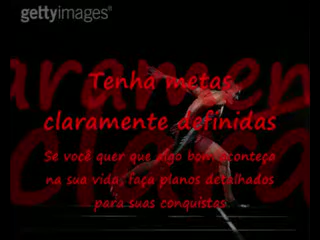 gettyimages®
Tenha metas
claramente definidas
Se você quer que algo bom aconteça
na sua vida, faça planos detalhados
para suas conquistas